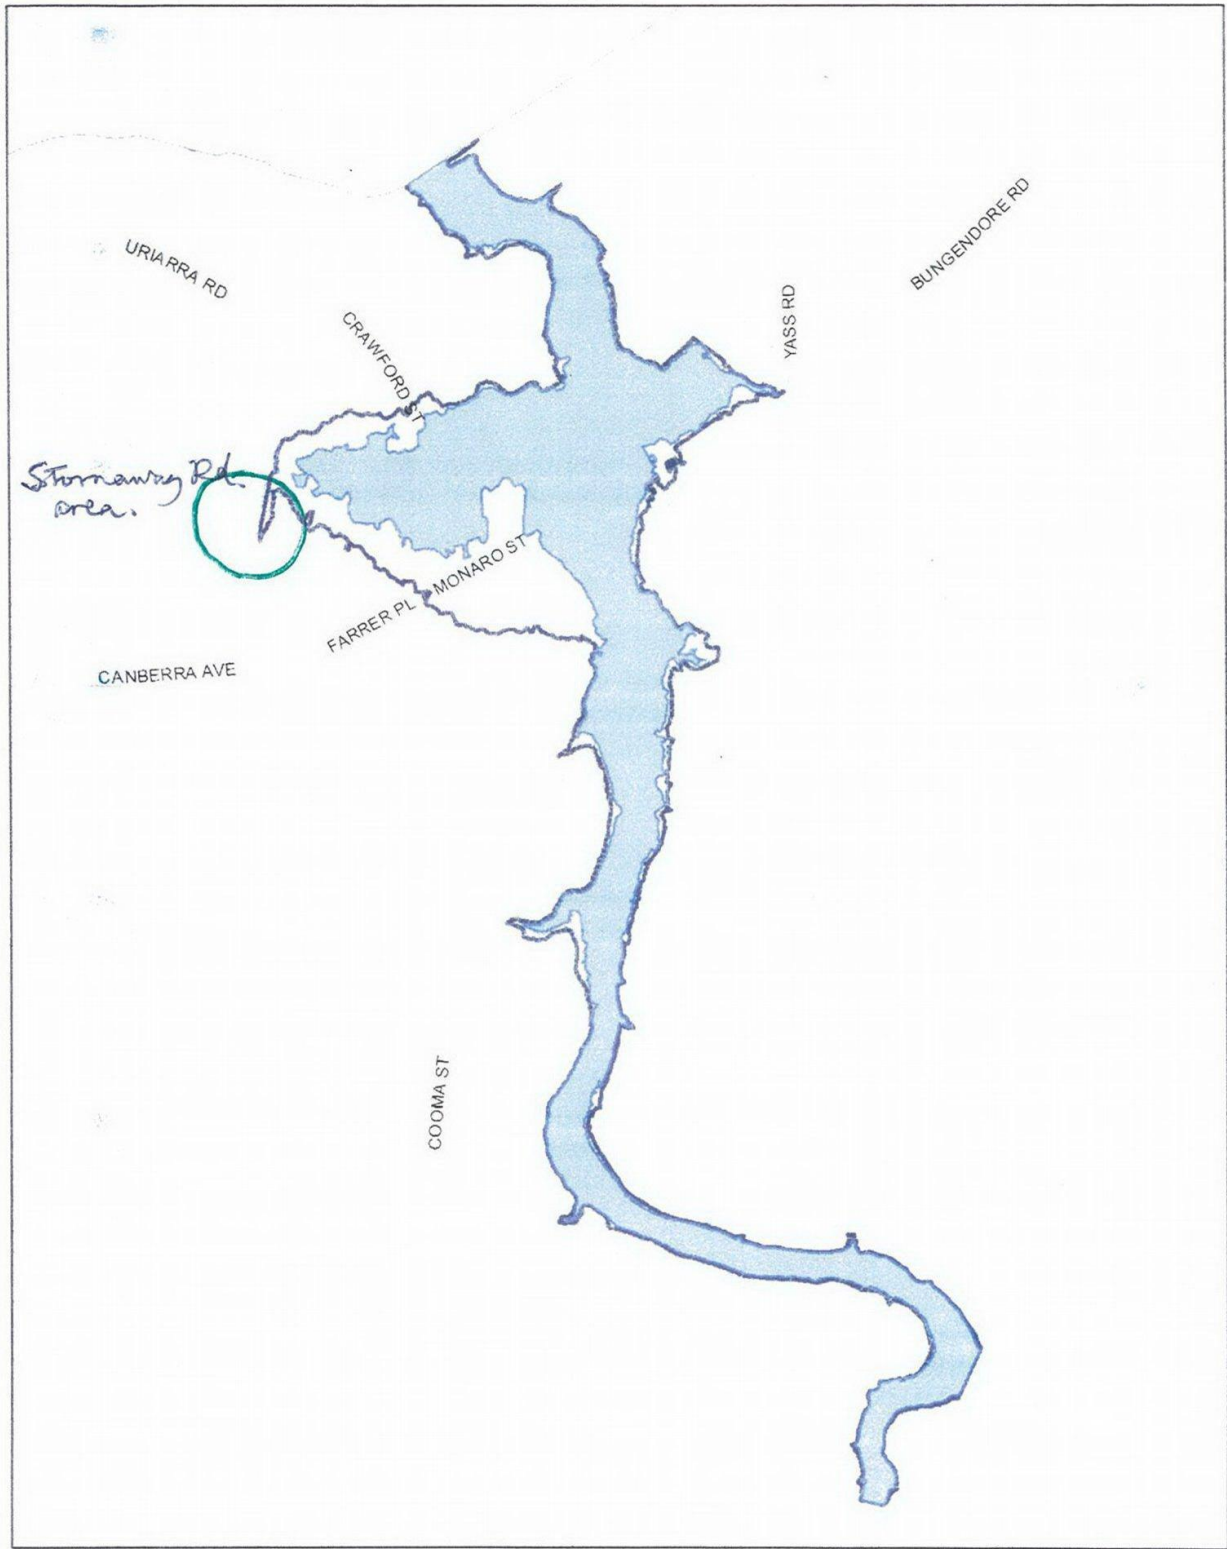 URIARRA RD
BUNGENDORE RD
YASS RD
CRAWFORD ST
Stornaway Rd.
area.
MONARO ST
FARRER PL
CANBERRA AVE
COOMA ST